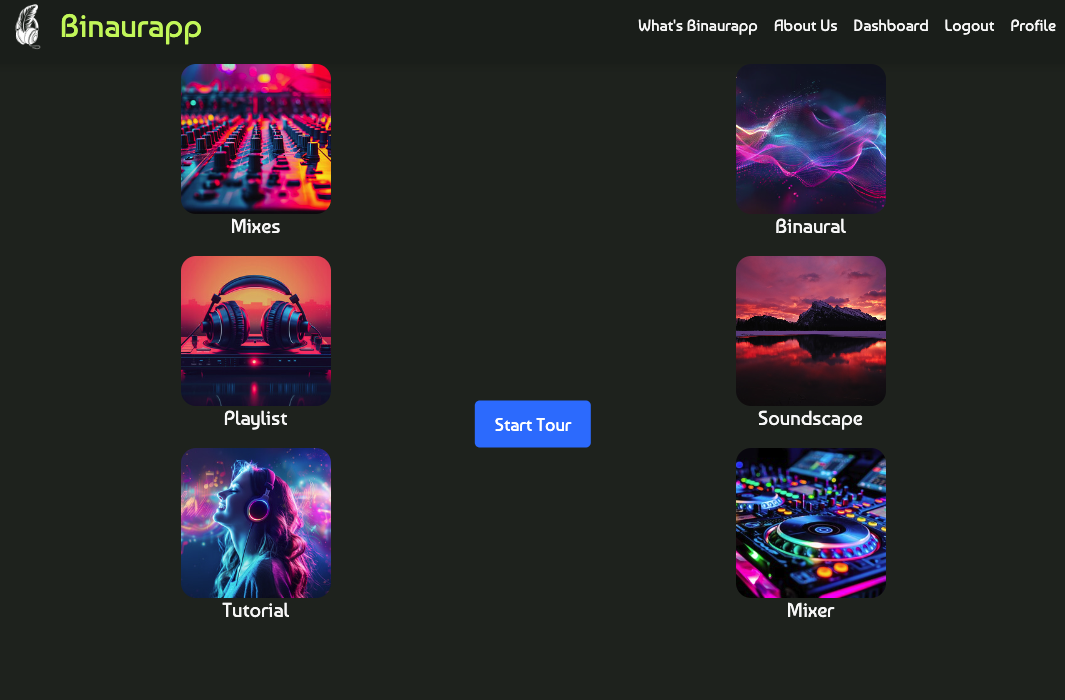 Binaurapp
What's Binaurapp
About Us
Dashboard
Logout
Profile
Mixes
Binaural
Playlist
Soundscape
Start Tour
Tutorial
Mixer